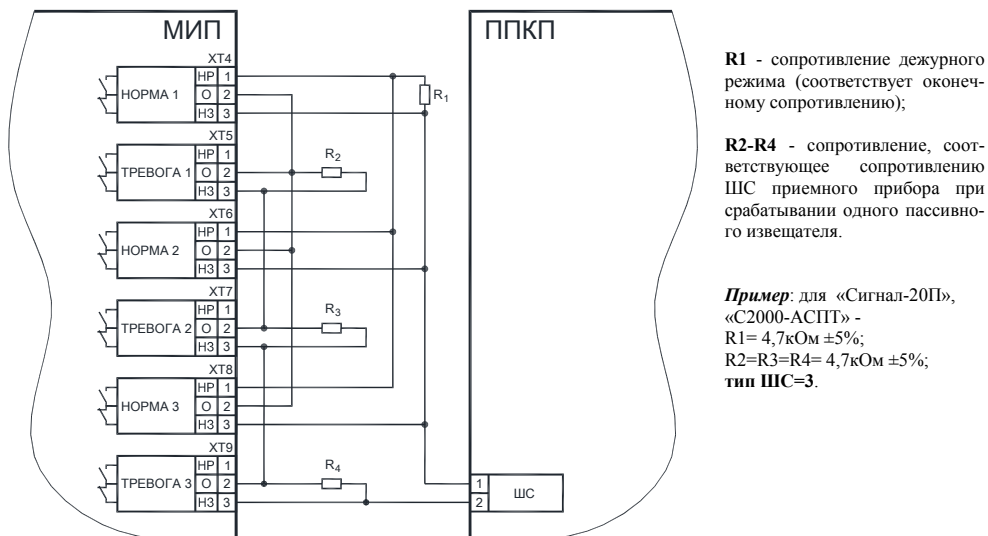 МИП
ППКП
XT4
НОРМА 1
НР 1
О 2
НЗ 3
R1
XT5
ТРЕВОГА 1
НР 1
О 2
НЗ 3
R2
XT6
НОРМА 2
НР 1
О 2
НЗ 3
XT7
ТРЕВОГА 2
НР 1
О 2
НЗ 3
R3
XT8
НОРМА 3
НР 1
О 2
НЗ 3
XT9
ТРЕВОГА 3
НР 1
О 2
НЗ 3
R4
1
2
ШС
R1 - сопротивление дежурного
режима (соответствует оконеч-
ному сопротивлению);
R2-R4 - сопротивление, соот-
ветствующее сопротивлению
ШС приемного прибора при
срабатывании одного пассивно-
го извещателя.
Пример: для «Сигнал-20П»,
«С2000-АСПТ» -
R1= 4,7кОм ±5%;
R2=R3=R4= 4,7кОм ±5%;
тип ШС=3.